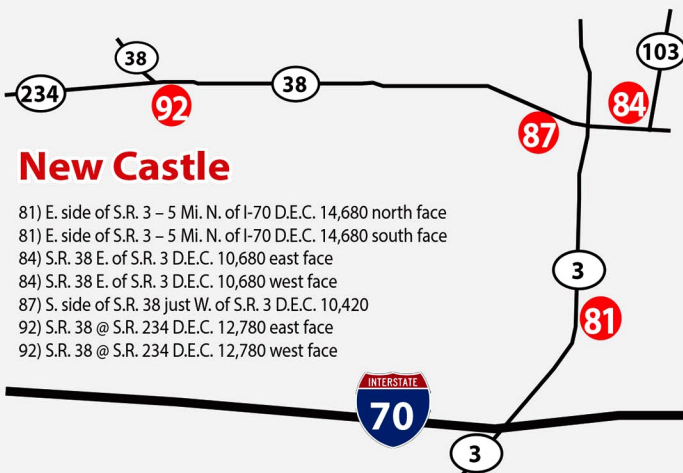 38
103
234
38
92
84
87
New Castle
81) E. side of S.R. 3 – 5 Mi. N. of I-70 D.E.C. 14,680 north face
81) E. side of S.R. 3 – 5 Mi. N. of I-70 D.E.C. 14,680 south face
84) S.R. 38 E. of S.R. 3 D.E.C. 10,680 east face
84) S.R. 38 E. of S.R. 3 D.E.C. 10,680 west face
87) S. side of S.R. 38 just W. of S.R. 3 D.E.C. 10,420
92) S.R. 38 @ S.R. 234 D.E.C. 12,780 east face
92) S.R. 38 @ S.R. 234 D.E.C. 12,780 west face
3
81
INTERSTATE
70
3